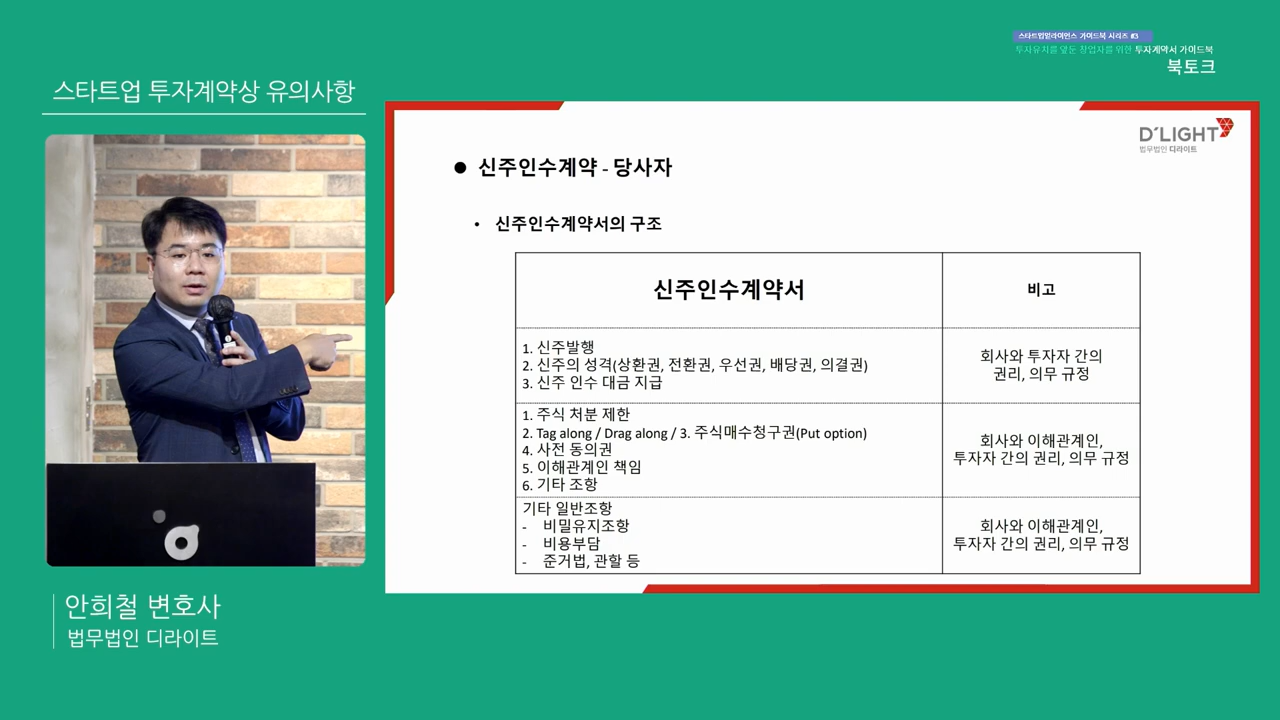 스타트업얼라이언스 가이드북 시리즈 #3
투자유치를 앞둔 창업자를 위한 투자계약서 가이드북
북토크
스타트업 투자계약상 유의사항
D'LIGHT
법무법인 디라이트
● 신주인수계약 - 당사자
• 신주인수계약서의 구조
신주인수계약서
비고
1. 신주발행
2. 신주의 성격(상환권, 전환권, 우선권, 배당권, 의결권)
3. 신주 인수 대금 지급
회사와 투자자 간의
권리, 의무 규정
1. 주식 처분 제한
2. Tag along / Drag along / 3. 주식매수청구권(Put option)
4. 사전 동의권
5. 이해관계인 책임
6. 기타 조항
회사와 이해관계인,
투자자 간의 권리, 의무 규정
기타 일반조항
- 비밀유지조항
- 비용부담
- 준거법, 관할 등
회사와 이해관계인,
투자자 간의 권리, 의무 규정
안희철 변호사
법무법인 디라이트